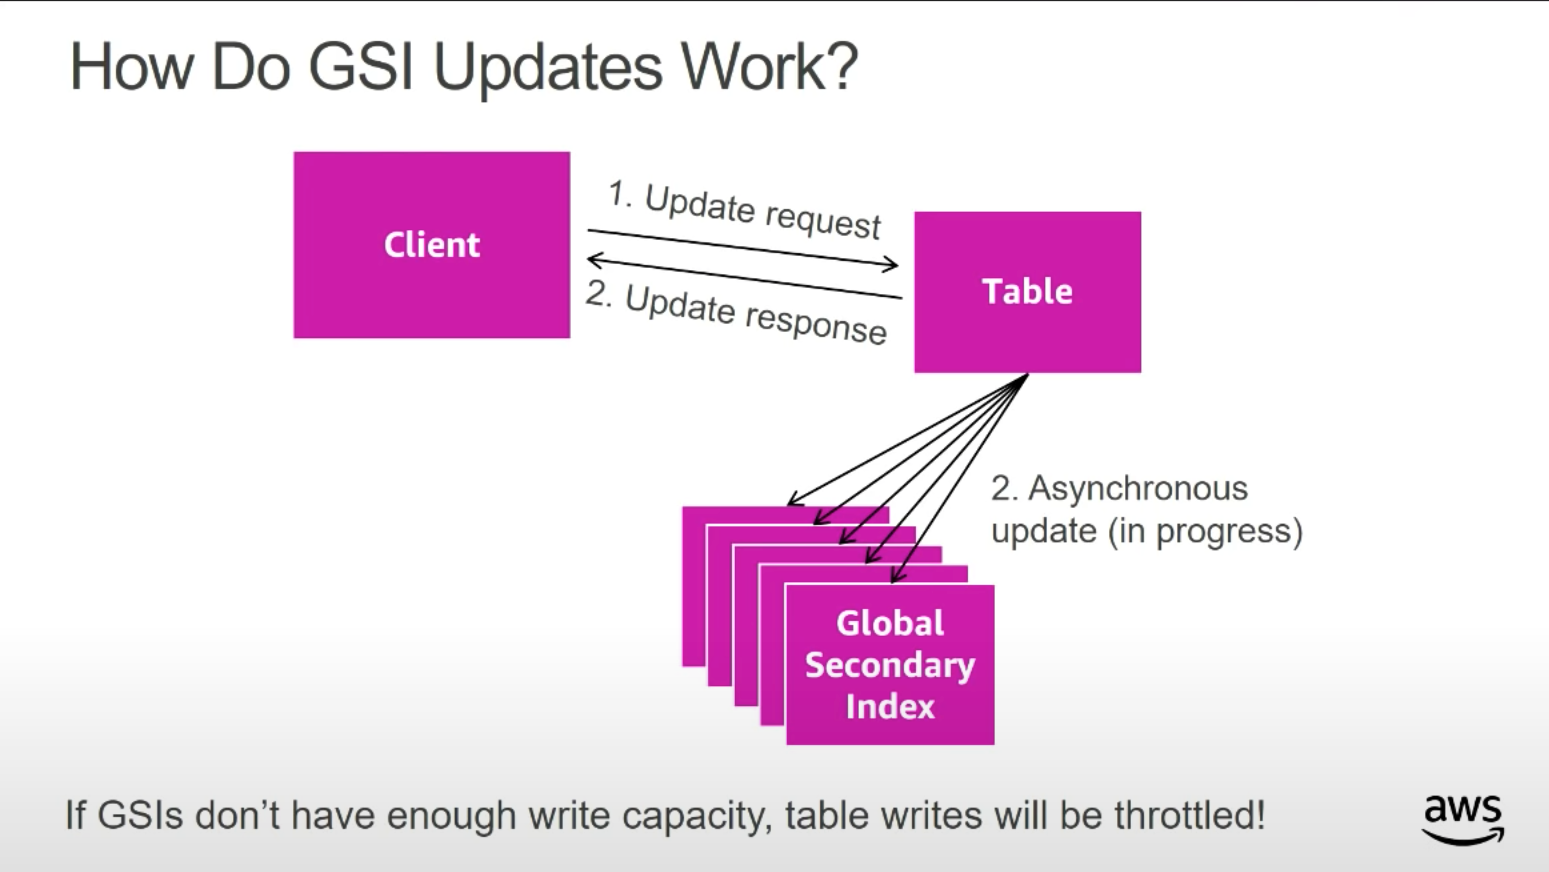 How Do GSI Updates Work?
Client
1. Update request
2. Update response
Table
2. Asynchronous
update (in progress)
Global
Secondary
Index
If GSIs don’t have enough write capacity, table writes will be throttled!
aws